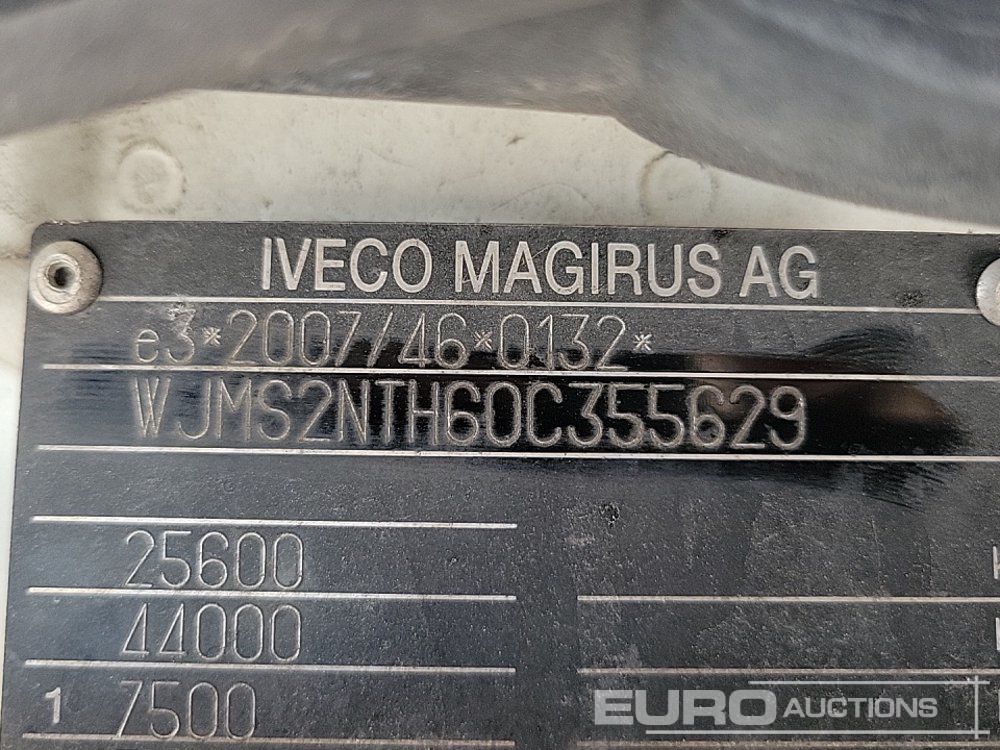 IVECO MAGIRUS AG
e3*2007/46*0132*
WJMS2NTH60C355629
25600
44000
1 7500
EURO AUCTIONS